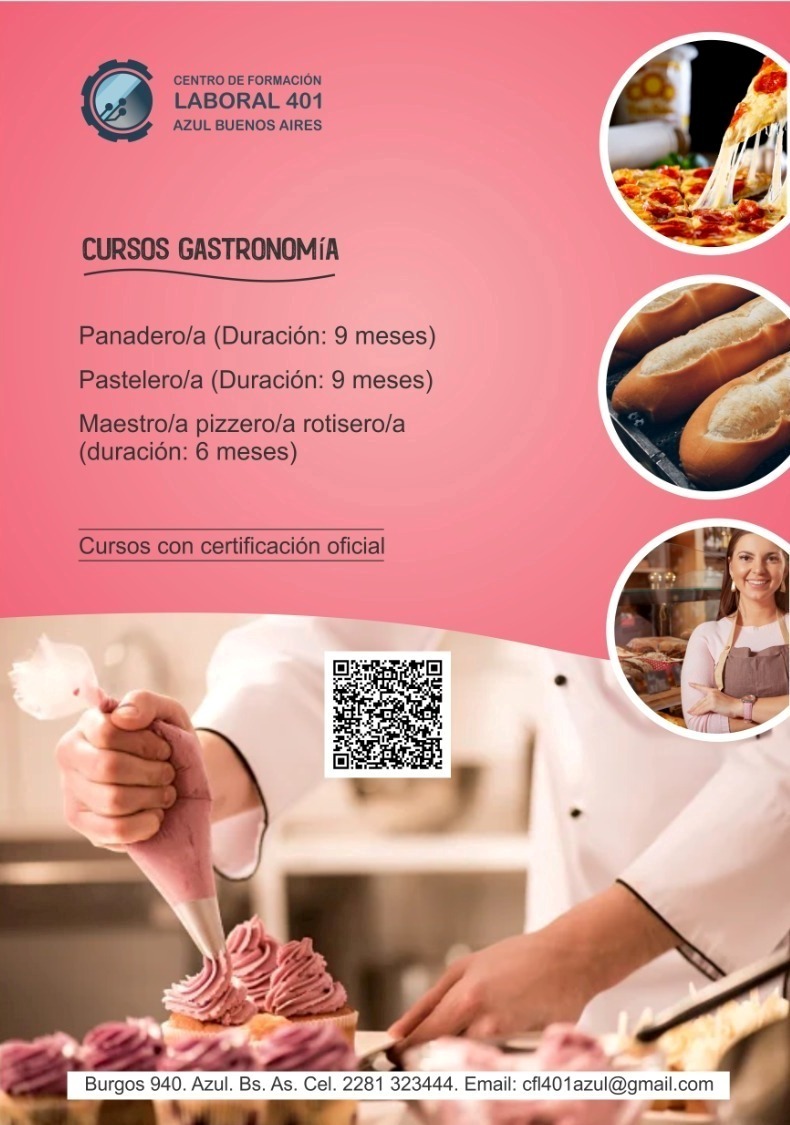 CENTRO DE FORMACIÓN
LABORAL 401
AZUL BUENOS AIRES
CURSOS GASTRONOMíA
Panadero/a (Duración: 9 meses)
Pastelero/a (Duración: 9 meses)
Maestro/a pizzero/a rotisero/a
(duración: 6 meses)
Cursos con certificación oficial
Burgos 940. Azul. Bs. As. Cel. 2281 323444. Email: cfl401azul@gmail.com